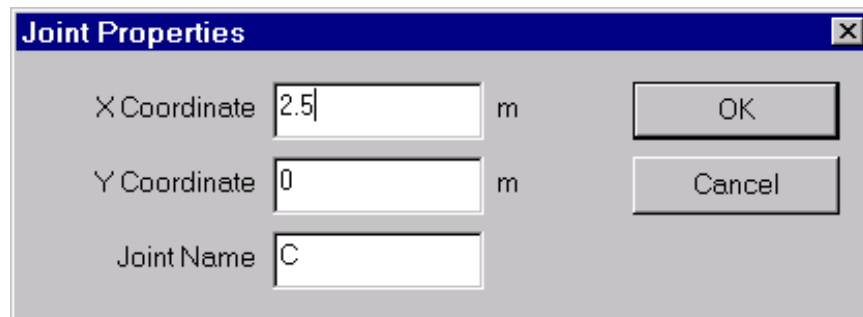 Joint Properties
X Coordinate 2.5 m OK
Y Coordinate 0 m Cancel
Joint Name C